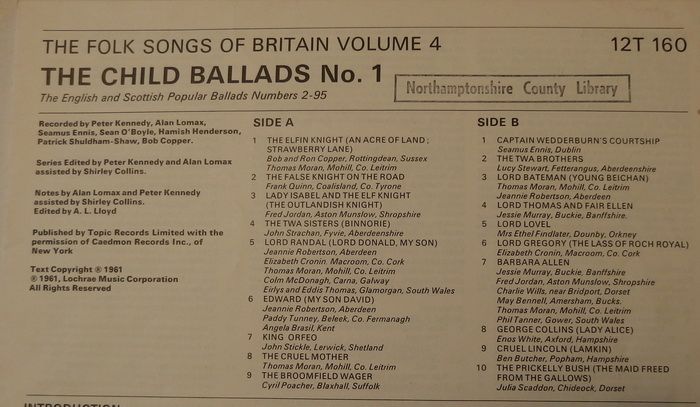 THE FOLK SONGS OF BRITAIN VOLUME 4
12T 160
THE CHILD BALLADS No. 1
Northamptonshire County Library
The English and Scottish Popular Ballads Numbers 2-95
Recorded by Peter Kennedy, Alan Lomax,
Seamus Ennis, Sean O'Boyle, Hamish Henderson,
Patrick Shuldham-Shaw, Bob Copper.
Series Edited by Peter Kennedy and Alan Lomax
assisted by Shirley Collins.
Notes by Alan Lomax and Peter Kennedy
assisted by Shirley Collins.
Edited by A. L. Lloyd
Published by Topic Records Limited with the
permission of Caedmon Records Inc., of
New York
Text Copyright ℗ 1961
℗ 1961, Lochrae Music Corporation
All Rights Reserved
SIDE A
1 THE ELFIN KNIGHT (AN ACRE OF LAND;
STRAWBERRY LANE)
Bob and Ron Copper, Rottingdean, Sussex
Thomas Moran, Mohill, Co. Leitrim
2 THE FALSE KNIGHT ON THE ROAD
Frank Quinn, Coalisland, Co. Tyrone
3 LADY ISABEL AND THE ELF KNIGHT
(THE OUTLANDISH KNIGHT)
Fred Jordan, Aston Munslow, Shropshire
4 THE TWA SISTERS (BINNORIE)
John Strachan, Fyvie, Aberdeenshire
5 LORD RANDAL (LORD DONALD, MY SON)
Jeannie Robertson, Aberdeen
Elizabeth Cronin. Macroom, Co. Cork
Thomas Moran, Mohill, Co. Leitrim
Colm McDonagh, Carna, Galway
Eirlys and Eddis Thomas, Glamorgan, South Wales
6 EDWARD (MY SON DAVID)
Jeannie Robertson, Aberdeen
Paddy Tunney, Beleek, Co. Fermanagh
Angela Brasil, Kent
7 KING ORFEO
John Stickle, Lerwick, Shetland
8 THE CRUEL MOTHER
Thomas Moran, Mohill, Co. Leitrim
9 THE BROOMFIELD WAGER
Cyril Poacher, Blaxhall, Suffolk
SIDE B
1 CAPTAIN WEDDERBURN'S COURTSHIP
Seamus Ennis, Dublin
2 THE TWA BROTHERS
Lucy Stewart, Fetterangus, Aberdeenshire
3 LORD BATEMAN (YOUNG BEICHAN)
Thomas Moran, Mohill, Co. Leitrim
Jeannie Robertson, Aberdeen
4 LORD THOMAS AND FAIR ELLEN
Jessie Murray, Buckie, Banffshire.
5 LORD LOVEL
Mrs Ethel Findlater, Dounby, Orkney
6 LORD GREGORY (THE LASS OF ROCH ROYAL)
Elizabeth Cronin, Macroom, Co. Cork
7 BARBARA ALLEN
Jessie Murray, Buckie, Banffshire
Fred Jordan, Aston Munslow, Shropshire
Charlie Wills, near Bridport, Dorset
May Bennell, Amersham, Bucks.
Thomas Moran, Mohill, Co. Leitrim
Phil Tanner, Gower, South Wales
8 GEORGE COLLINS (LADY ALICE)
Enos White, Axford, Hampshire
9 CRUEL LINCOLN (LAMKIN)
Ben Butcher, Popham, Hampshire
10 THE PRICKELLY BUSH (THE MAID FREED
FROM THE GALLOWS)
Julia Scaddon, Chideock, Dorset
INTRODUCTION